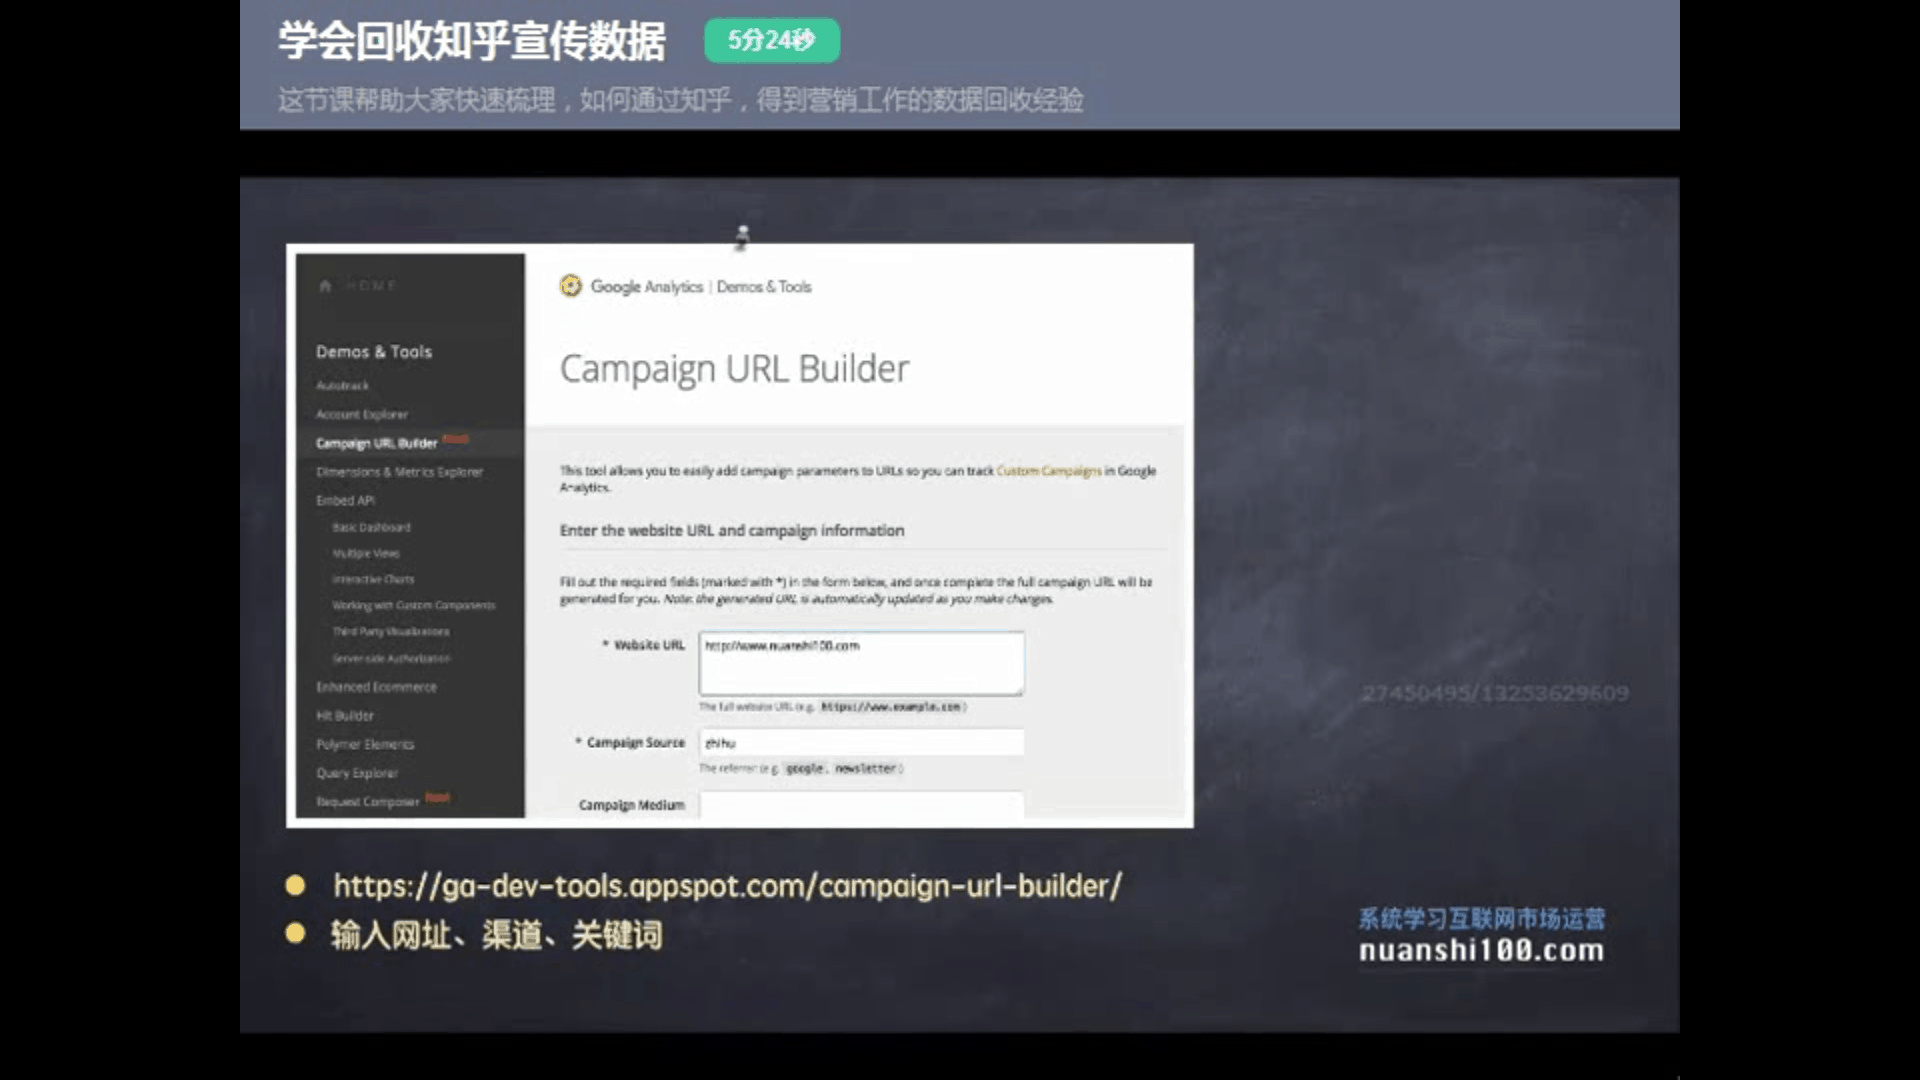 学会回收知乎宣传数据
5分24秒
这节课帮助大家快速梳理，如何通过知乎，得到营销工作的数据回收经验
HOME
Demos & Tools
Autotrack
Account Explorer
Campaign URL Builder
Dimensions & Metrics Explorer
Embed API
Basic Dashboard
Multiple Views
Interactive Charts
Working with Custom Components
Third Party Visualizations
Server-side Authorization
Enhanced Ecommerce
Hit Builder
Polymer Elements
Query Explorer
Request Composer
Google Analytics | Demos & Tools
Campaign URL Builder
This tool allows you to easily add campaign parameters to URLs so you can track Custom Campaigns in Google
Analytics.
Enter the website URL and campaign information
Fill out the required fields (marked with *) in the form below, and once complete the full campaign URL will be
generated for you. Note: the generated URL is automatically updated as you make changes.
* Website URL http://www.nuanshi100.com
The full website URL (e.g. https://www.example.com)
* Campaign Source zhihu
The referrer (e.g. google, newsletter)
Campaign Medium
27450495/13253629609
https://ga-dev-tools.appspot.com/campaign-url-builder/
输入网址、渠道、关键词
系统学习互联网市场运营
nuanshi100.com